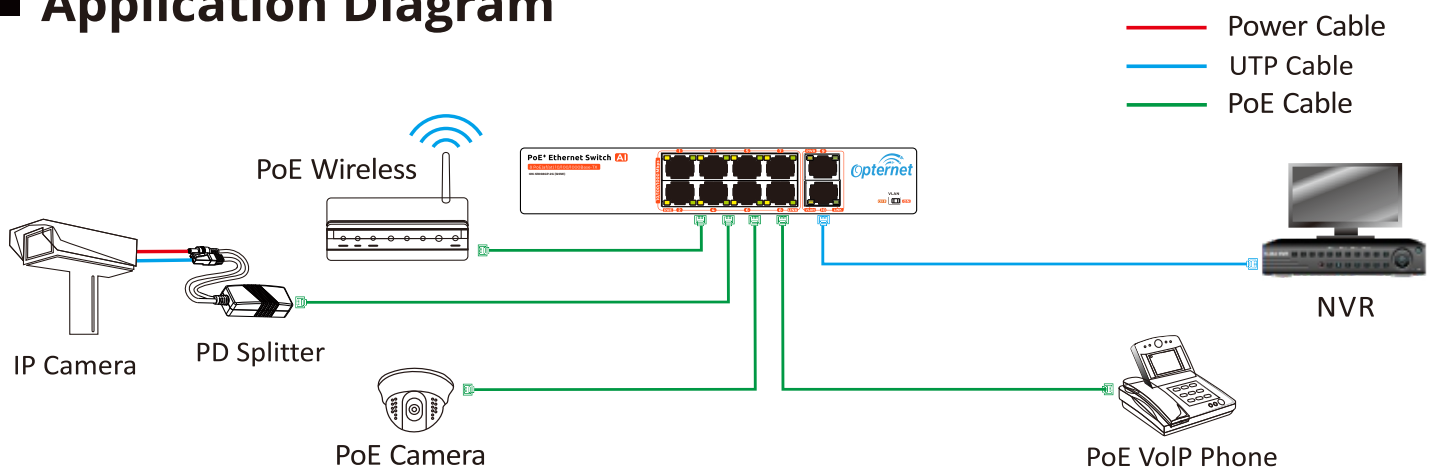 Application Diagram
Power Cable
UTP Cable
PoE Cable
PoE Wireless
PoE⁺ Ethernet Switch AI
Opternet
VLAN
NVR
IP Camera
PD Splitter
PoE Camera
PoE VoIP Phone